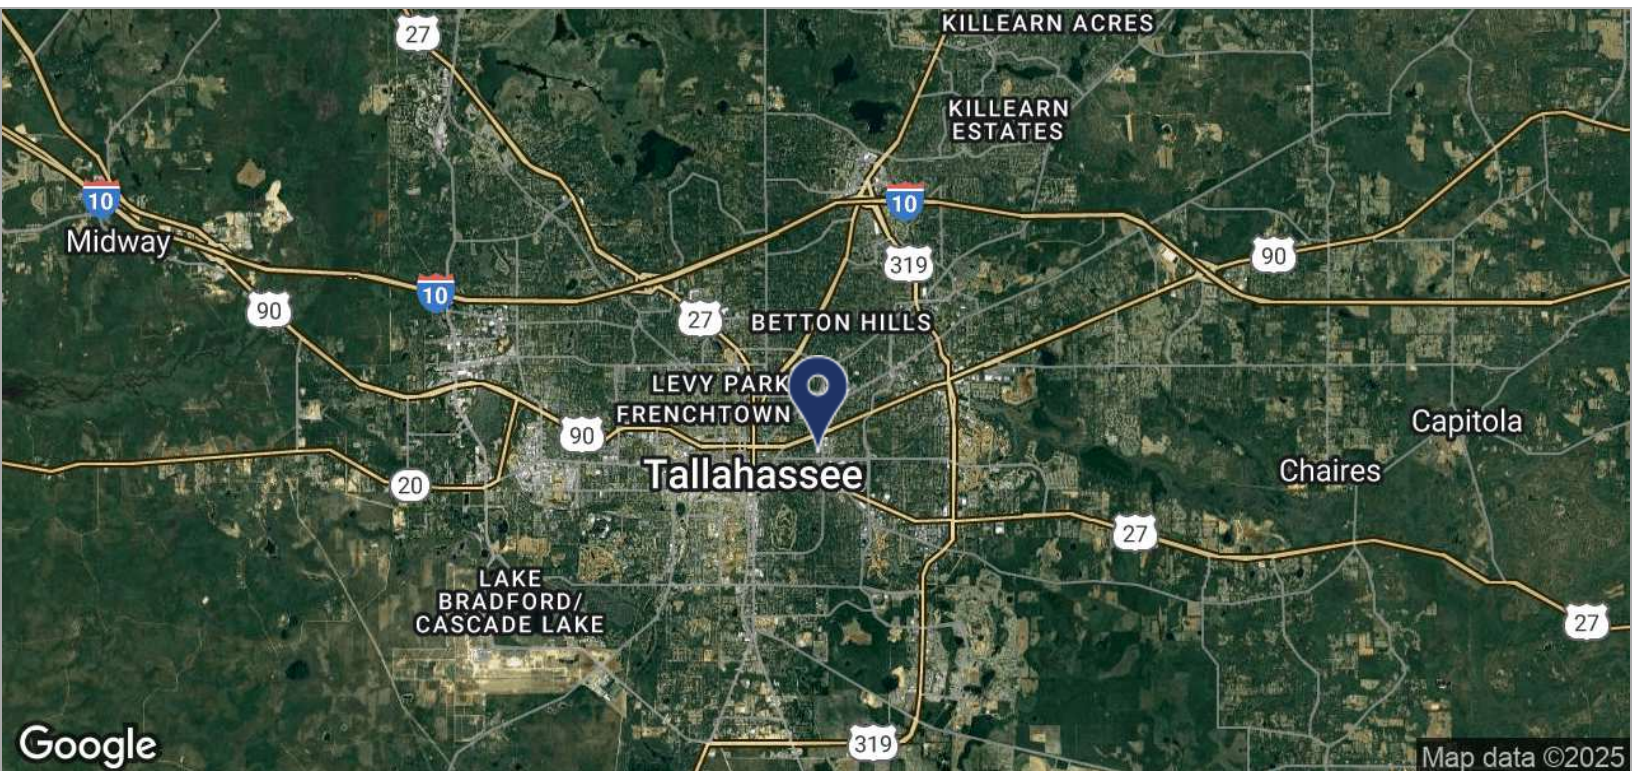 27
KILLEARN ACRES
KILLEARN
ESTATES
10
10
Midway
319
90
10
90
27
BETTON HILLS
LEVY PARK
FRENCHTOWN
90
Capitola
Tallahassee
Chaires
20
27
LAKE
BRADFORD/
CASCADE LAKE
27
Google
319
Map data ©2025